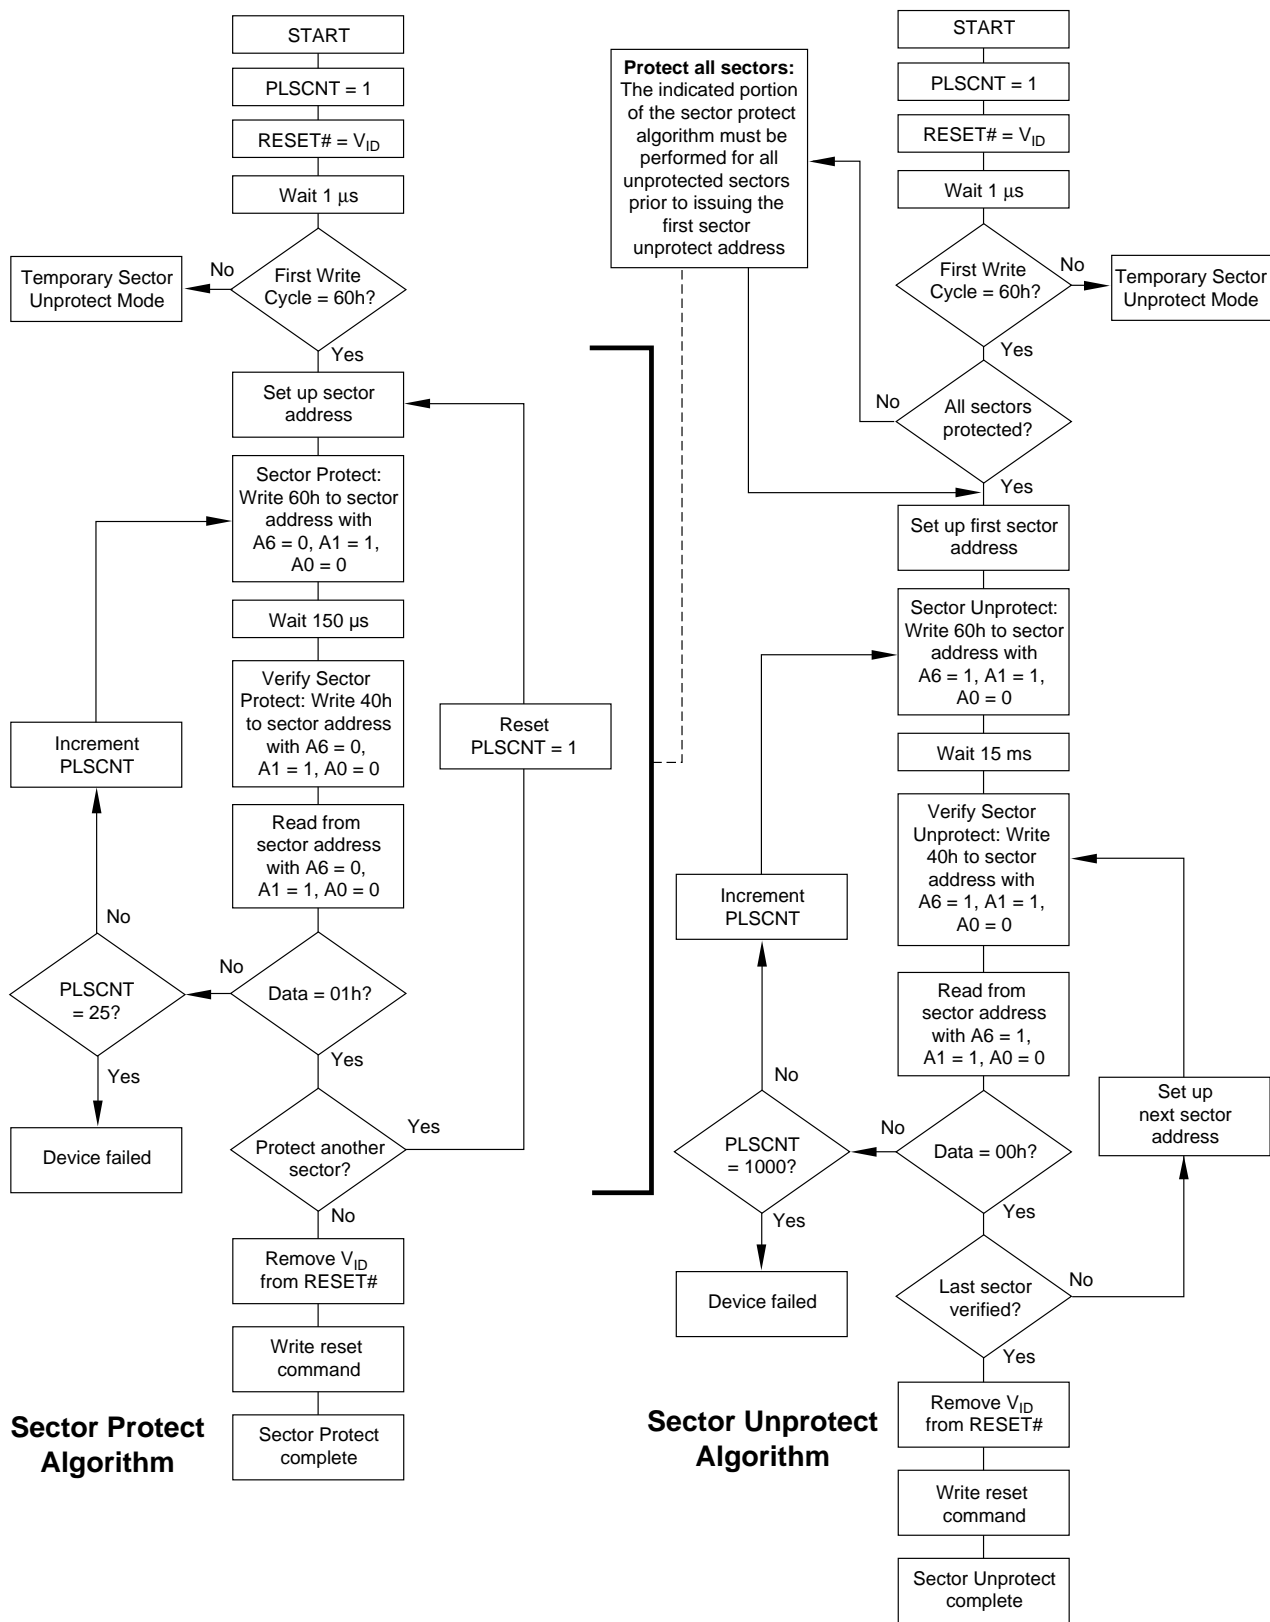 START
PLSCNT = 1
RESET# = VID
Wait 1 μs
First Write
Cycle = 60h?
No
Temporary Sector
Unprotect Mode
Yes
Set up sector
address
Sector Protect:
Write 60h to sector
address with
A6 = 0, A1 = 1,
A0 = 0
Wait 150 µs
Verify Sector
Protect: Write 40h
to sector address
with A6 = 0,
A1 = 1, A0 = 0
Reset
PLSCNT = 1
Increment
PLSCNT
Read from
sector address
with A6 = 0,
A1 = 1, A0 = 0
No
No
PLSCNT
= 25?
Data = 01h?
Yes
Yes
Device failed
Protect another
sector?
Yes
No
Remove VID
from RESET#
Write reset
command
Sector Protect
complete
Sector Protect
Algorithm
Protect all sectors:
The indicated portion
of the sector protect
algorithm must be
performed for all
unprotected sectors
prior to issuing the
first sector
unprotect address
START
PLSCNT = 1
RESET# = VID
Wait 1 μs
First Write
Cycle = 60h?
No
Temporary Sector
Unprotect Mode
Yes
No
All sectors
protected?
Yes
Set up first sector
address
Sector Unprotect:
Write 60h to sector
address with
A6 = 1, A1 = 1,
A0 = 0
Wait 15 ms
Verify Sector
Unprotect: Write
40h to sector
address with
A6 = 1, A1 = 1,
A0 = 0
Increment
PLSCNT
Read from
sector address
with A6 = 1,
A1 = 1, A0 = 0
No
No
PLSCNT
= 1000?
Data = 00h?
Set up
next sector
address
Yes
Yes
Device failed
Last sector
verified?
No
Yes
Remove VID
from RESET#
Write reset
command
Sector Unprotect
complete
Sector Unprotect
Algorithm